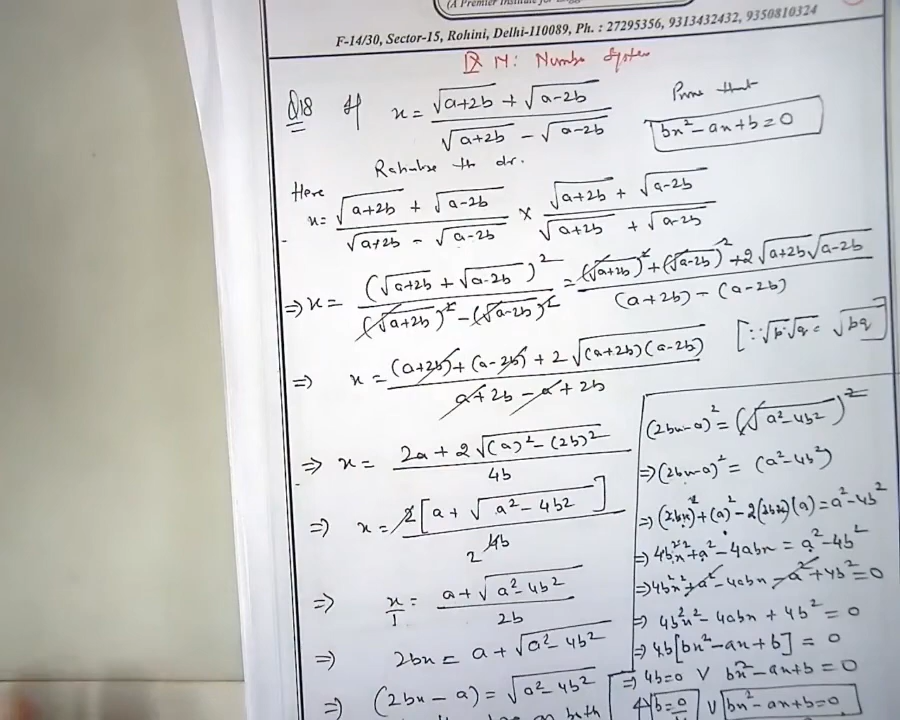 (A Premier Institute for
F-14/30, Sector-15, Rohini, Delhi-110089, Ph. : 27295356, 9313432432, 9350810324
IX M: Number System
Q18 If x = (√(a+2b) + √(a-2b)) / (√(a+2b) - √(a-2b)) Prove that bx² - ax + b = 0
Rationalise the dr.
Here
x = (√(a+2b) + √(a-2b)) / (√(a+2b) - √(a-2b)) × (√(a+2b) + √(a-2b)) / (√(a+2b) + √(a-2b))
⇒ x = (√(a+2b) + √(a-2b))² / ((√(a+2b))² - (√(a-2b))²) = ((√(a+2b))² + (√(a-2b))² + 2√(a+2b)√(a-2b)) / ((a+2b) - (a-2b))
⇒ x = ((a+2b) + (a-2b) + 2√((a+2b)(a-2b))) / (a+2b-a+2b) [∵ √p·√q = √pq]
⇒ x = (2a + 2√((a)²-(2b)²)) / 4b
⇒ x = 2[a + √(a²-4b2)] / 4b 2
⇒ x/1 = (a + √(a²-4b²)) / 2b
⇒ 2bx = a + √(a²-4b²)
⇒ (2bx - a) = √(a²-4b²)
on both
(2bx-a)² = (√(a²-4b²))²
⇒ (2bx-a)² = (a²-4b²)
⇒ (2bx)² + (a)² - 2(2bx)(a) = a²-4b²
⇒ 4b²x² + a² - 4abx = a²-4b²
⇒ 4b²x² + a² - 4abx - a² + 4b² = 0
⇒ 4b²x² - 4abx + 4b² = 0
⇒ 4b[bx² - ax + b] = 0
⇒ 4b=0 V bx² - ax + b = 0
b = 0/4 V bx² - ax + b = 0